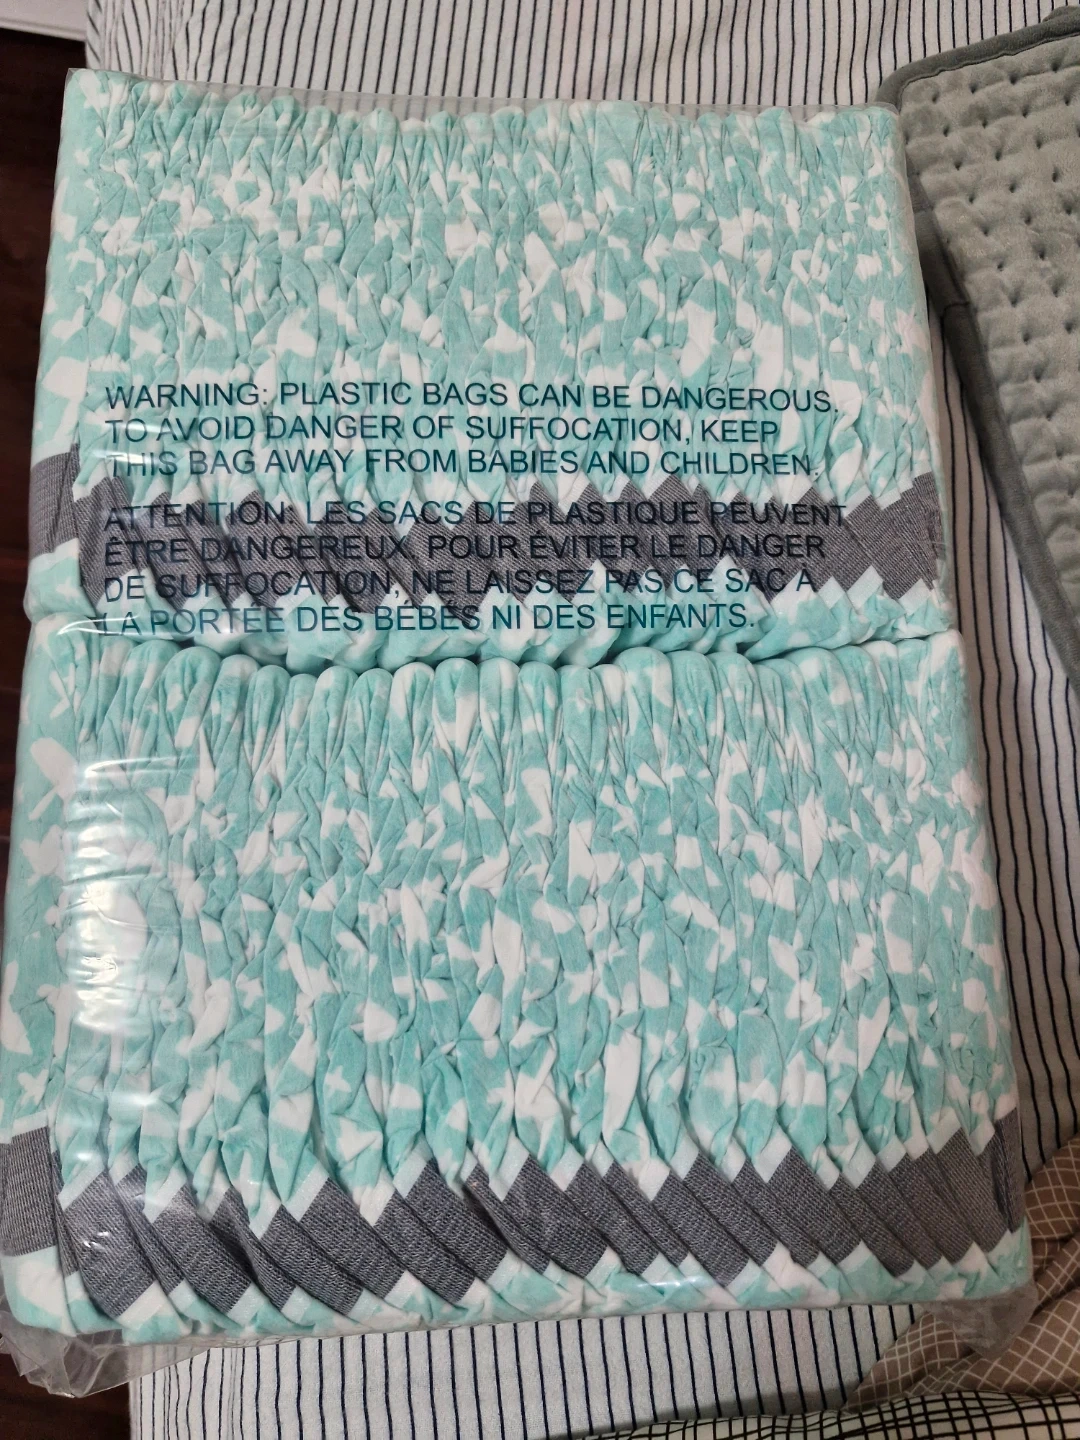 WARNING: PLASTIC BAGS CAN BE DANGEROUS.
TO AVOID DANGER OF SUFFOCATION, KEEP
THIS BAG AWAY FROM BABIES AND CHILDREN.
ATTENTION: LES SACS DE PLASTIQUE PEUVENT
ÊTRE DANGEREUX. POUR ÉVITER LE DANGER
DE SUFFOCATION, NE LAISSEZ PAS CE SAC À
LA PORTÉE DES BÉBÉS NI DES ENFANTS.